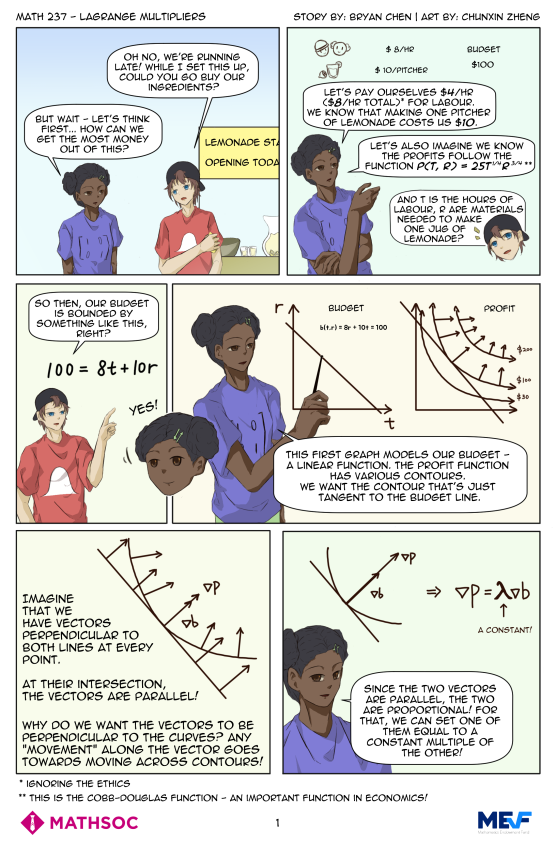 MATH 237 - LAGRANGE MULTIPLIERS
STORY BY: BRYAN CHEN | ART BY: CHUNXIN ZHENG
OH NO, WE'RE RUNNING
LATE! WHILE I SET THIS UP,
COULD YOU GO BUY OUR
INGREDIENTS?
BUT WAIT - LET'S THINK
FIRST... HOW CAN WE
GET THE MOST MONEY
OUT OF THIS?
LEMONADE STA
OPENING TODA
$ 8/HR
$ 10/PITCHER
BUDGET
$100
LET'S PAY OURSELVES $4/HR
($8/HR TOTAL)* FOR LABOUR.
WE KNOW THAT MAKING ONE PITCHER
OF LEMONADE COSTS US $10.
LET'S ALSO IMAGINE WE KNOW
THE PROFITS FOLLOW THE
FUNCTION P(T, R) = 25T^1/4 R^3/4 **
AND T IS THE HOURS OF
LABOUR, R ARE MATERIALS
NEEDED TO MAKE
ONE JUG OF
LEMONADE?
SO THEN, OUR BUDGET
IS BOUNDED BY
SOMETHING LIKE THIS,
RIGHT?
100 = 8t + 10r
YES!
r
BUDGET
b(t,r) = 8r + 10t = 100
t
PROFIT
$200
$100
$30
THIS FIRST GRAPH MODELS OUR BUDGET -
A LINEAR FUNCTION. THE PROFIT FUNCTION
HAS VARIOUS CONTOURS.
WE WANT THE CONTOUR THAT'S JUST
TANGENT TO THE BUDGET LINE.
IMAGINE
THAT WE
HAVE VECTORS
PERPENDICULAR TO
BOTH LINES AT EVERY
POINT.
AT THEIR INTERSECTION,
THE VECTORS ARE PARALLEL!
WHY DO WE WANT THE VECTORS TO BE
PERPENDICULAR TO THE CURVES? ANY
"MOVEMENT" ALONG THE VECTOR GOES
TOWARDS MOVING ACROSS CONTOURS!
∇P
∇b
∇P
∇b
⇒ ∇P = λ∇b
A CONSTANT!
SINCE THE TWO VECTORS
ARE PARALLEL, THE TWO
ARE PROPORTIONAL! FOR
THAT, WE CAN SET ONE OF
THEM EQUAL TO A
CONSTANT MULTIPLE OF
THE OTHER!
* IGNORING THE ETHICS
** THIS IS THE COBB-DOUGLAS FUNCTION - AN IMPORTANT FUNCTION IN ECONOMICS!
MATHSOC
1
MEF